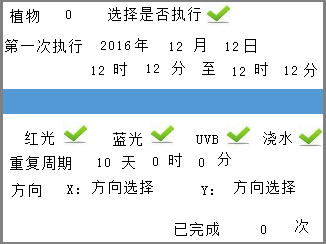 植物 0 选择是否执行
第一次执行 2016年 12 月 12日
12 时 12 分 至 12 时 12分
红光 蓝光 UVB 浇水
重复周期 10 天 0 时 0 分
方向 X： 方向选择 Y： 方向选择
已完成 0 次